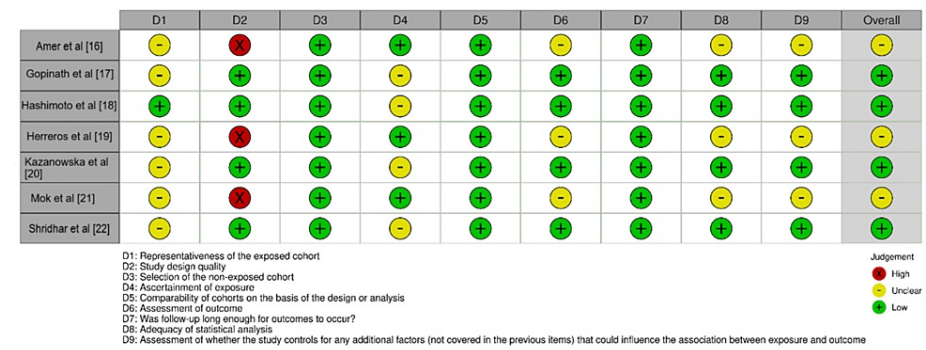 D1 D2 D3 D4 D5 D6 D7 D8 D9 Overall
Amer et al [16] - X + + + - + - - -
Gopinath et al [17] - + + - + + + + + +
Hashimoto et al [18] + + + - + + + + + +
Herreros et al [19] - X + + + - + - - -
Kazanowska et al
[20] - + + - + + + + + +
Mok et al [21] - X + + + - + - - -
Shridhar et al [22] - + + - + + + + + +
D1: Representativeness of the exposed cohort
D2: Study design quality
D3: Selection of the non-exposed cohort
D4: Ascertainment of exposure
D5: Comparability of cohorts on the basis of the design or analysis
D6: Assessment of outcome
D7: Was follow-up long enough for outcomes to occur?
D8: Adequacy of statistical analysis
D9: Assessment of whether the study controls for any additional factors (not covered in the previous items) that could influence the association between exposure and outcome
Judgement
X High
- Unclear
+ Low